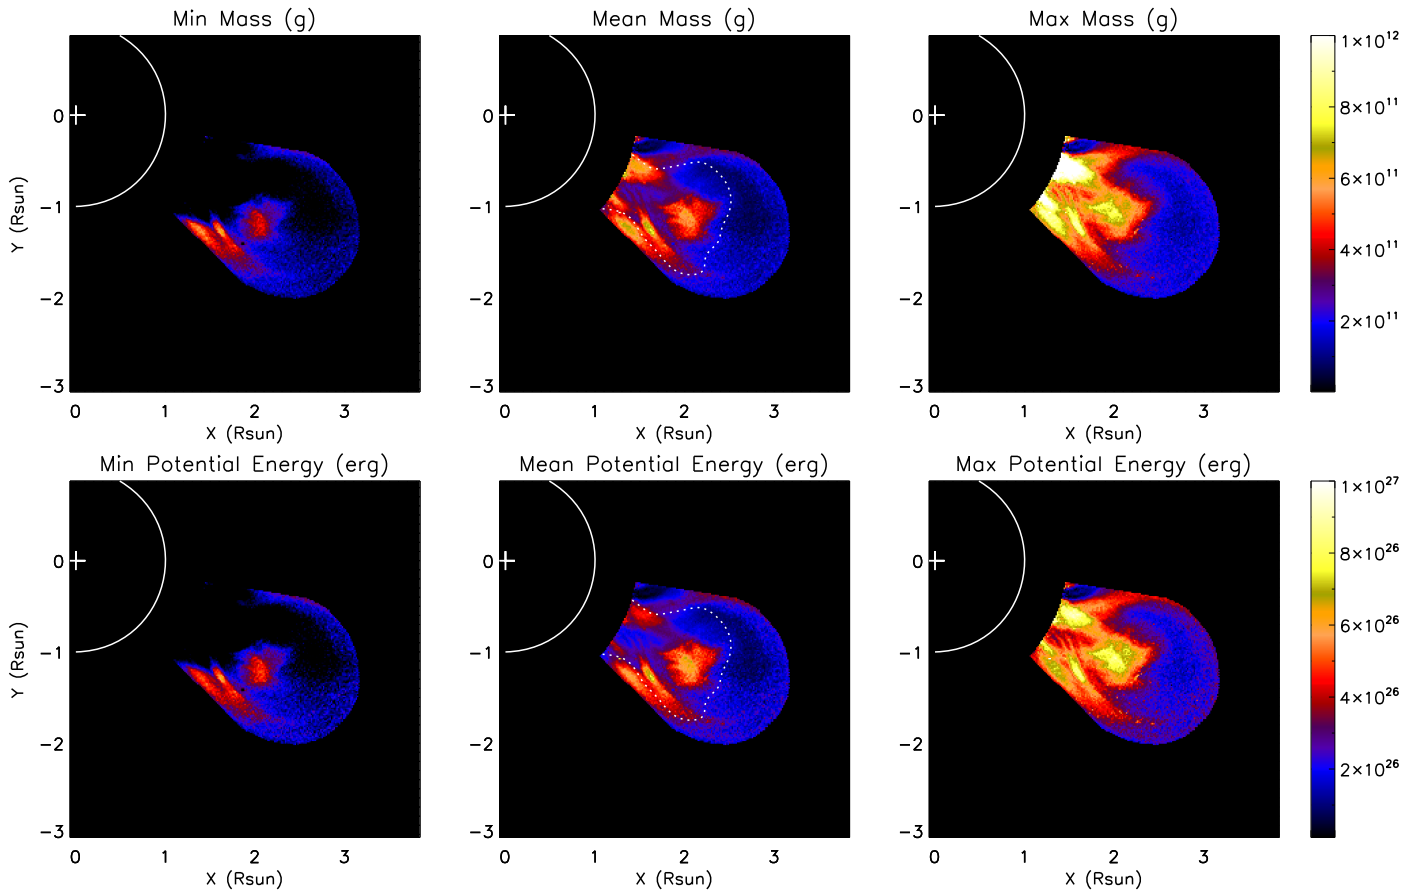 Min Mass (g) Mean Mass (g) Max Mass (g)
1×10¹²
8×10¹¹
6×10¹¹
4×10¹¹
2×10¹¹
Y (Rsun)
0
−1
−2
−3
0 1 2 3
X (Rsun)
0
−1
−2
−3
0 1 2 3
X (Rsun)
0
−1
−2
−3
0 1 2 3
X (Rsun)
Min Potential Energy (erg) Mean Potential Energy (erg) Max Potential Energy (erg)
1×10²⁷
8×10²⁶
6×10²⁶
4×10²⁶
2×10²⁶
Y (Rsun)
0
−1
−2
−3
0 1 2 3
X (Rsun)
0
−1
−2
−3
0 1 2 3
X (Rsun)
0
−1
−2
−3
0 1 2 3
X (Rsun)